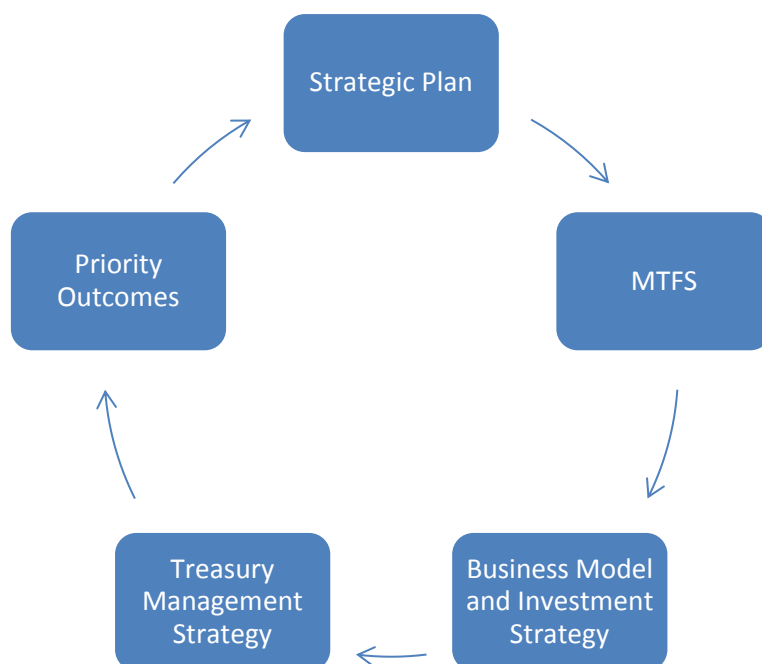 Strategic Plan
MTFS
Business Model
and Investment
Strategy
Treasury
Management
Strategy
Priority
Outcomes